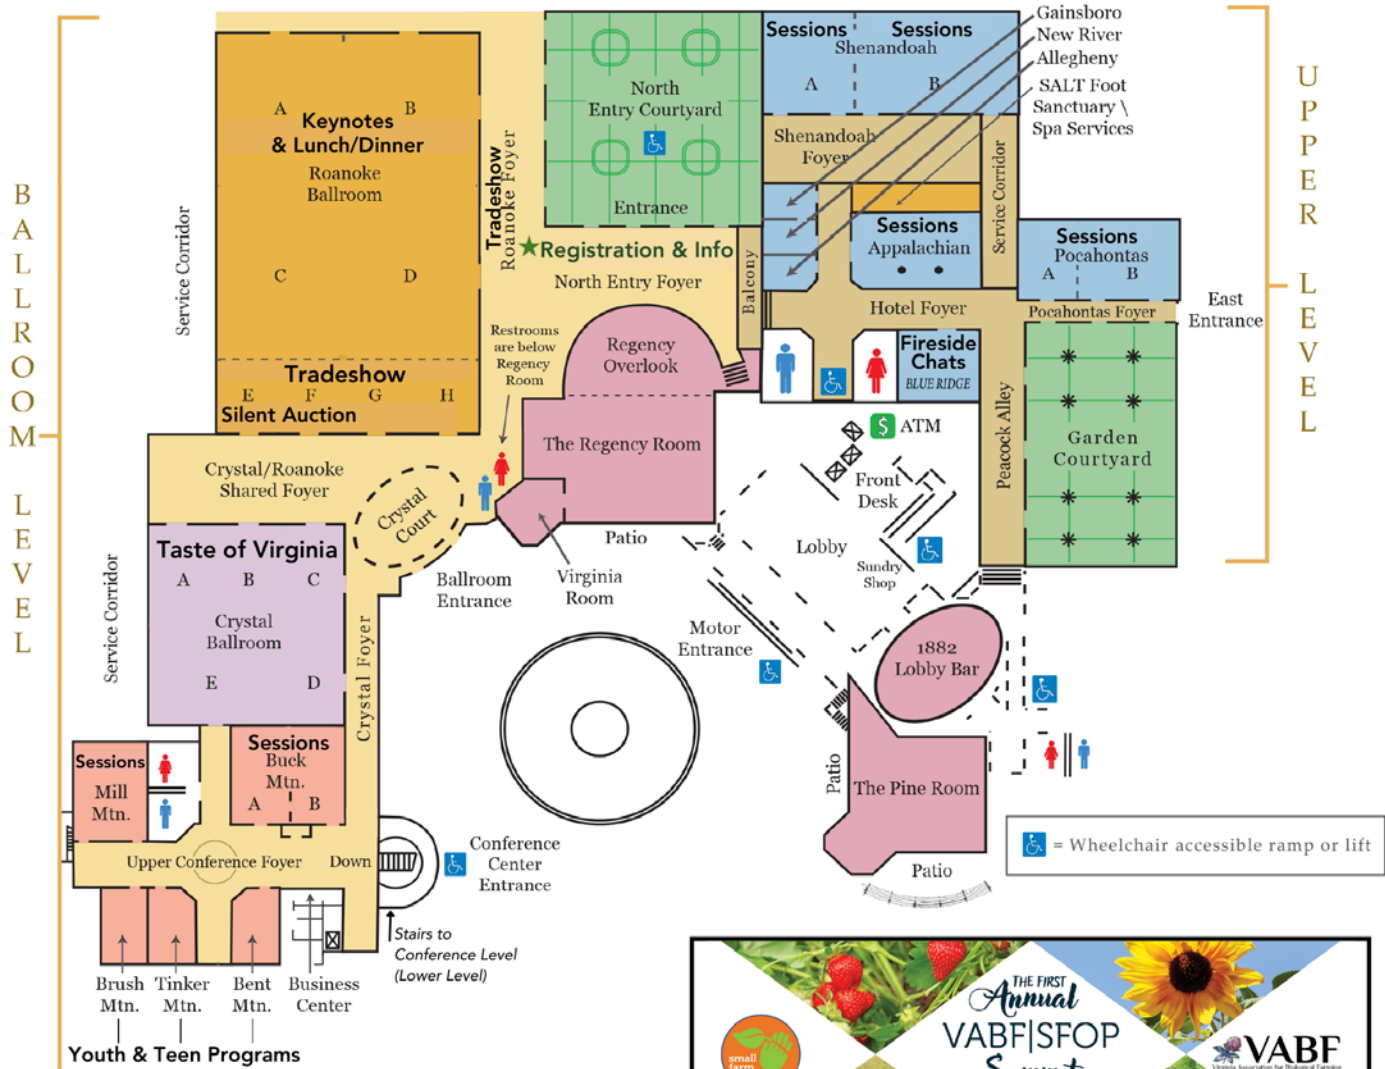 BALLROOM LEVEL
UPPER LEVEL
A B
Keynotes
& Lunch/Dinner
Roanoke
Ballroom
C D
Tradeshow
E F G H
Silent Auction
Service Corridor
Tradeshow
Roanoke Foyer
North
Entry Courtyard
Entrance
Registration & Info
North Entry Foyer
Balcony
Restrooms
are below
Regency
Room
Regency
Overlook
The Regency Room
Sessions Sessions
Shenandoah
A B
Shenandoah
Foyer
Gainsboro
New River
Allegheny
SALT Foot
Sanctuary \
Spa Services
Service Corridor
Sessions
Appalachian
Sessions
Pocahontas
A B
Hotel Foyer
Pocahontas Foyer
East
Entrance
Fireside
Chats
BLUE RIDGE
Peacock Alley
Garden
Courtyard
$ ATM
Front
Desk
Lobby
Sundry
Shop
Crystal/Roanoke
Shared Foyer
Crystal
Court
Patio
Ballroom
Entrance
Virginia
Room
Motor
Entrance
1882
Lobby Bar
Service Corridor
Taste of Virginia
A B C
Crystal
Ballroom
E D
Crystal Foyer
Sessions
Mill
Mtn.
Sessions
Buck
Mtn.
A B
Patio
The Pine Room
Patio
= Wheelchair accessible ramp or lift
Upper Conference Foyer Down
Conference
Center
Entrance
Stairs to
Conference Level
(Lower Level)
Brush
Mtn.
Tinker
Mtn.
Bent
Mtn.
Business
Center
Youth & Teen Programs
THE FIRST
Annual
VABF|SFOP
small
farm
VABF
Virginia Association for Biological Farming